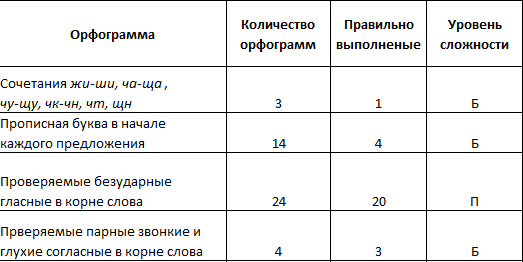 Орфограмма
Количество орфограмм
Правильно выполненые
Уровень сложности
Сочетания жи-ши, ча-ща ,
чу-щу, чк-чн, чт, щн
3
1
Б
Прописная буква в начале
каждого предложения
14
4
Б
Проверяемые безударные
гласные в корне слова
24
20
П
Прверяемые парные звонкие и
глухие согласные в корне слова
4
3
Б